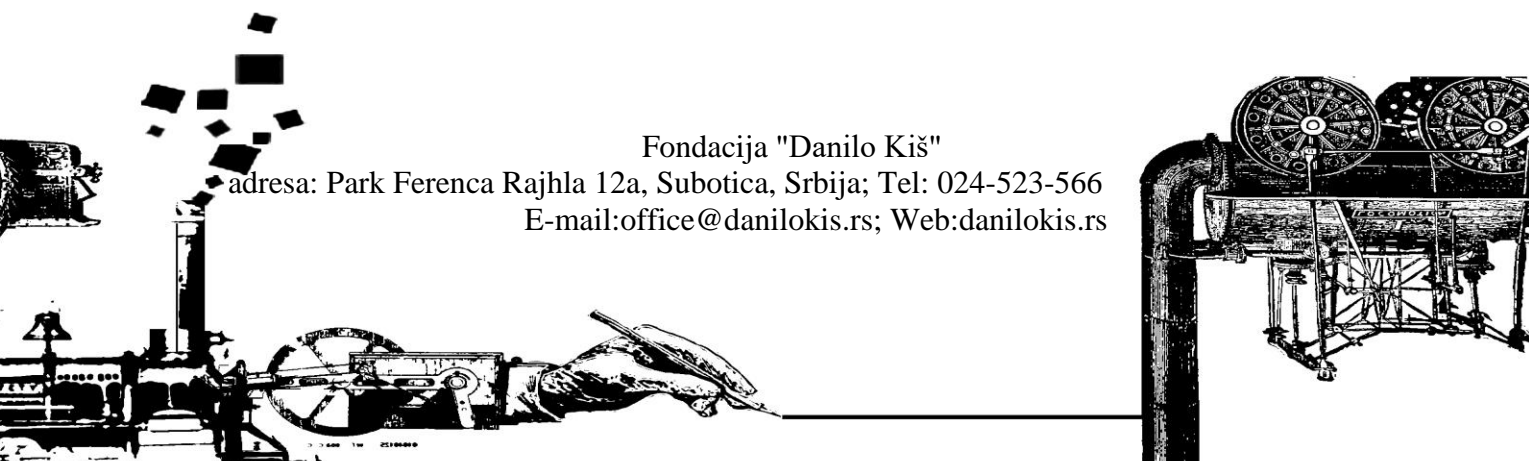 Fondacija "Danilo Kiš"
adresa: Park Ferenca Rajhla 12a, Subotica, Srbija; Tel: 024-523-566
E-mail:office@danilokis.rs; Web:danilokis.rs